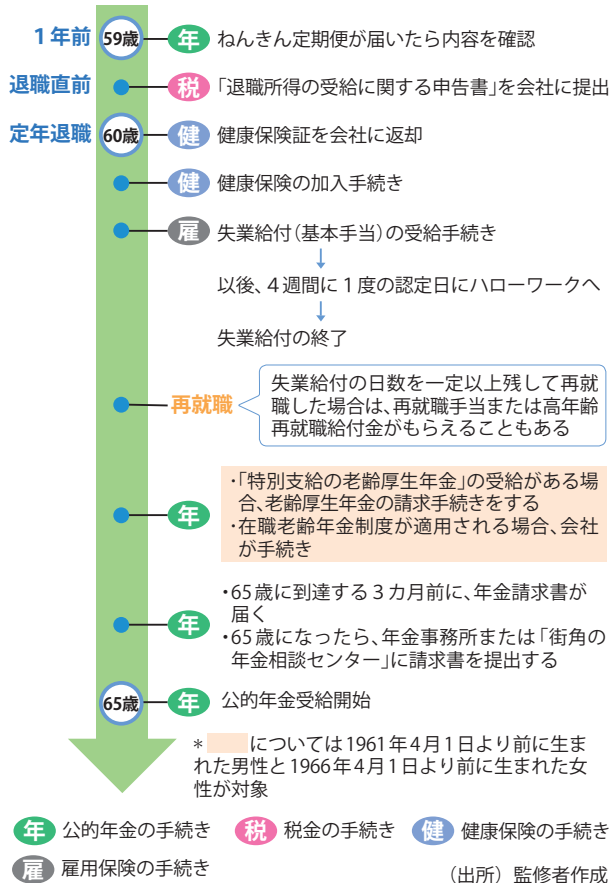 1年前 59歳 年 ねんきん定期便が届いたら内容を確認
退職直前 税 「退職所得の受給に関する申告書」を会社に提出
定年退職 60歳 健 健康保険証を会社に返却
健 健康保険の加入手続き
雇 失業給付(基本手当)の受給手続き
↓
以後、4週間に1度の認定日にハローワークへ
↓
失業給付の終了
再就職
失業給付の日数を一定以上残して再就
職した場合は、再就職手当または高年齢
再就職給付金がもらえることもある
年
・「特別支給の老齢厚生年金」の受給がある場
合、老齢厚生年金の請求手続きをする
・在職老齢年金制度が適用される場合、会社
が手続き
年
・65歳に到達する3カ月前に、年金請求書が
届く
・65歳になったら、年金事務所または「街角の
年金相談センター」に請求書を提出する
65歳 年 公的年金受給開始
* については1961年4月1日より前に生ま
れた男性と1966年4月1日より前に生まれた女
性が対象
年 公的年金の手続き 税 税金の手続き 健 健康保険の手続き
雇 雇用保険の手続き
(出所)監修者作成